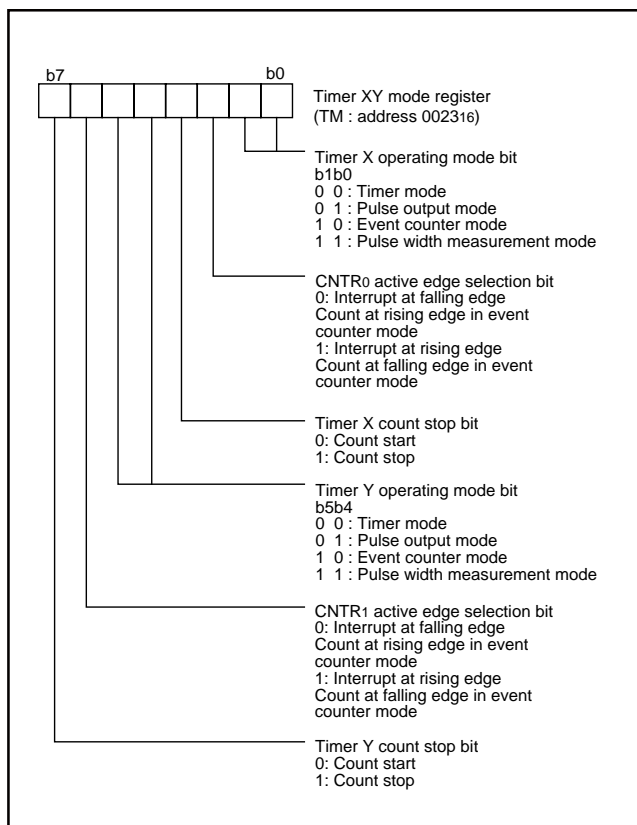 b7 b0
Timer XY mode register
(TM : address 002316)
Timer X operating mode bit
b1b0
0 0 : Timer mode
0 1 : Pulse output mode
1 0 : Event counter mode
1 1 : Pulse width measurement mode
CNTR0 active edge selection bit
0: Interrupt at falling edge
Count at rising edge in event
counter mode
1: Interrupt at rising edge
Count at falling edge in event
counter mode
Timer X count stop bit
0: Count start
1: Count stop
Timer Y operating mode bit
b5b4
0 0 : Timer mode
0 1 : Pulse output mode
1 0 : Event counter mode
1 1 : Pulse width measurement mode
CNTR1 active edge selection bit
0: Interrupt at falling edge
Count at rising edge in event
counter mode
1: Interrupt at rising edge
Count at falling edge in event
counter mode
Timer Y count stop bit
0: Count start
1: Count stop